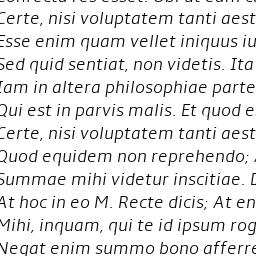 Certe, nisi voluptatem tanti aest
Esse enim quam vellet iniquus iu
Sed quid sentiat, non videtis. Ita
Iam in altera philosophiae parte
Qui est in parvis malis. Et quod e
Certe, nisi voluptatem tanti aest
Quod equidem non reprehendo;
Summae mihi videtur inscitiae.
At hoc in eo M. Recte dicis; At en
Mihi, inquam, qui te id ipsum rog
Negat enim summo bono afferre